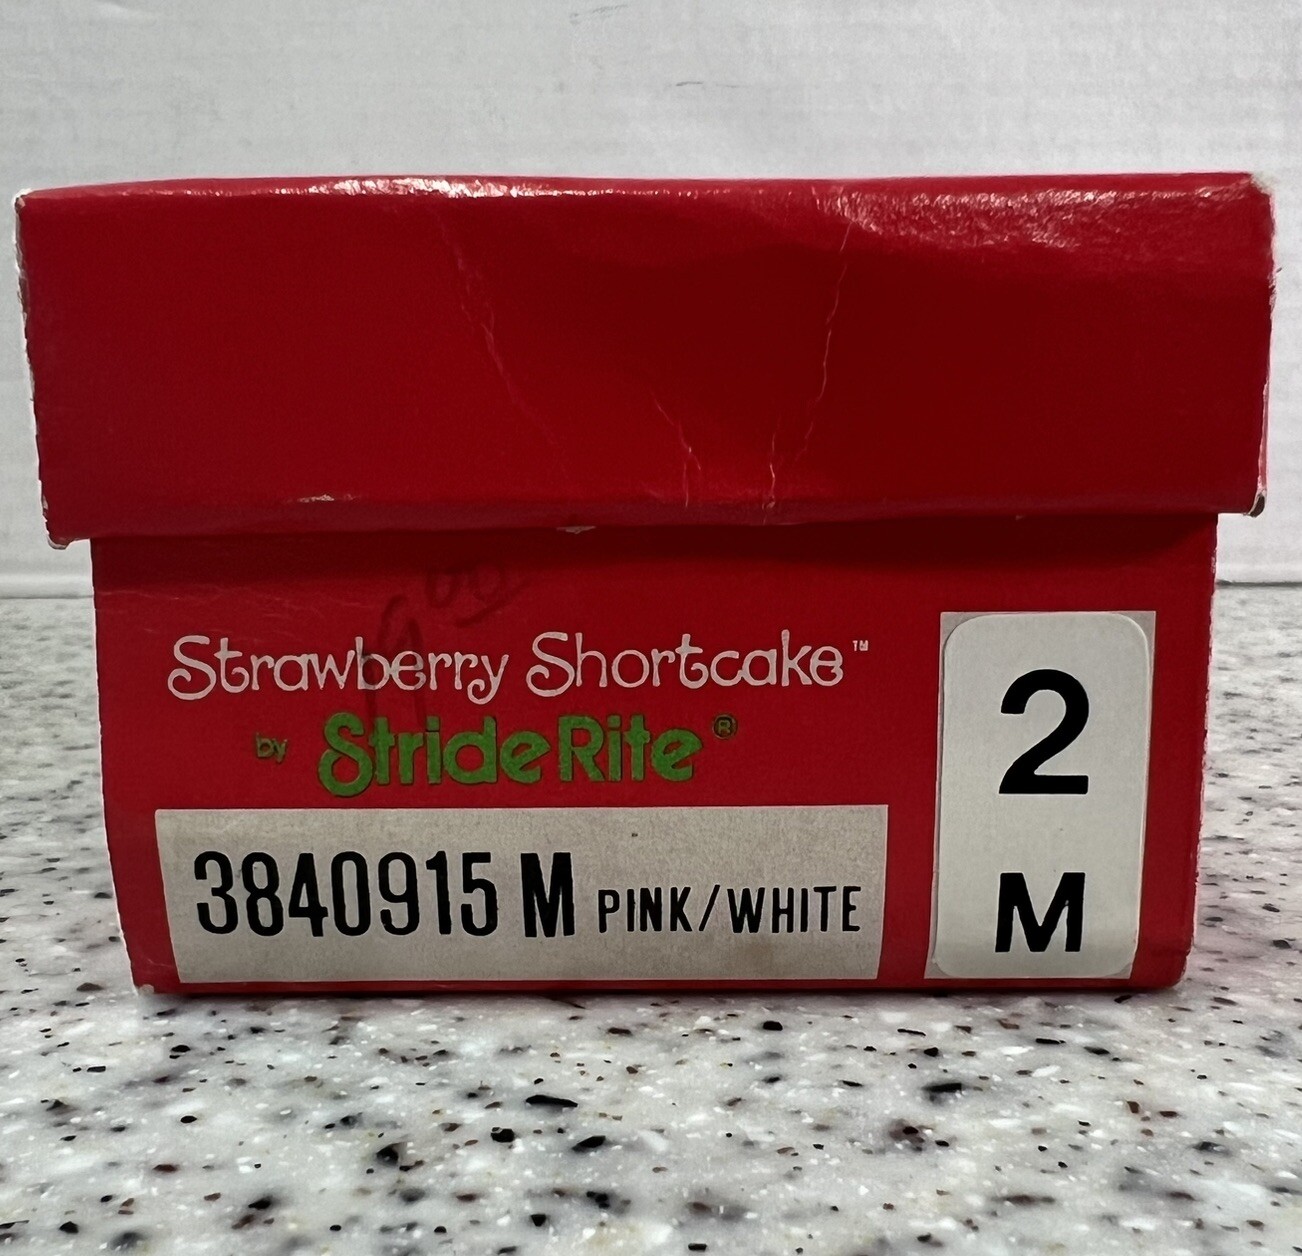 Strawberry Shortcake™
by StrideRite®
3840915 M PINK/WHITE
2
M